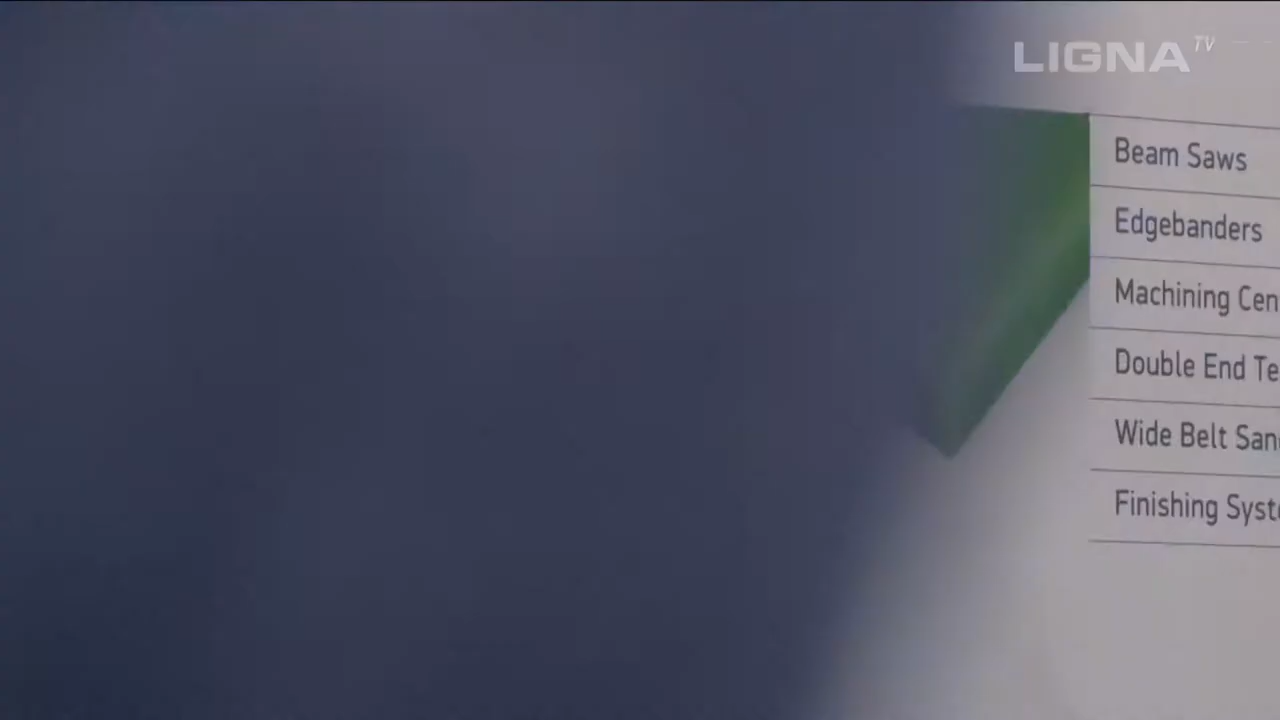 LIGNA TV
Beam Saws
Edgebanders
Machining Cen
Double End Te
Wide Belt San
Finishing Syst